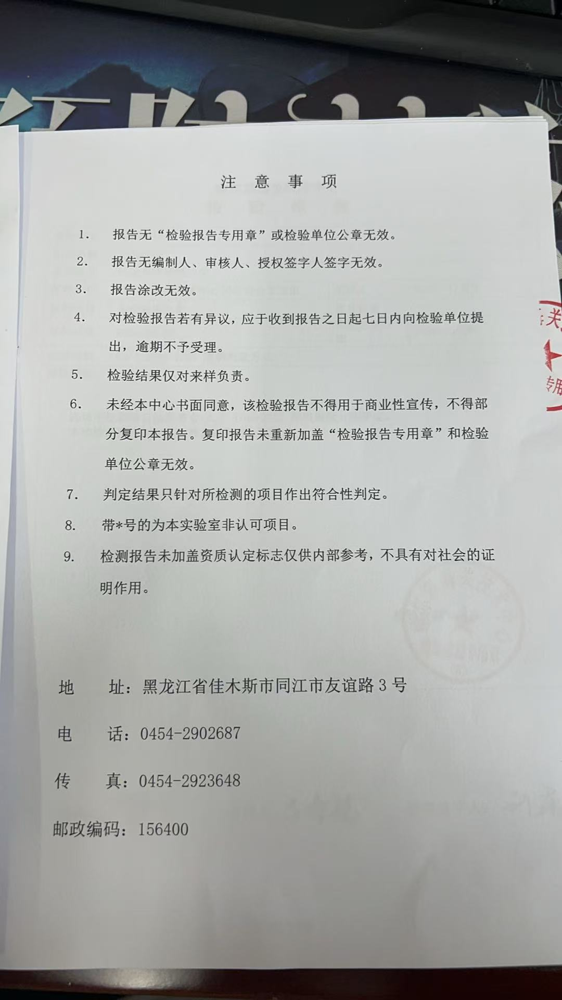 注 意 事 项
1. 报告无“检验报告专用章”或检验单位公章无效。
2. 报告无编制人、审核人、授权签字人签字无效。
3. 报告涂改无效。
4. 对检验报告若有异议，应于收到报告之日起七日内向检验单位提
出，逾期不予受理。
5. 检验结果仅对来样负责。
6. 未经本中心书面同意，该检验报告不得用于商业性宣传，不得部
分复印本报告。复印报告未重新加盖“检验报告专用章”和检验
单位公章无效。
7. 判定结果只针对所检测的项目作出符合性判定。
8. 带*号的为本实验室非认可项目。
9. 检测报告未加盖资质认定标志仅供内部参考，不具有对社会的证
明作用。
关
专用
地 址：黑龙江省佳木斯市同江市友谊路 3 号
电 话：0454-2902687
传 真：0454-2923648
邮政编码：156400